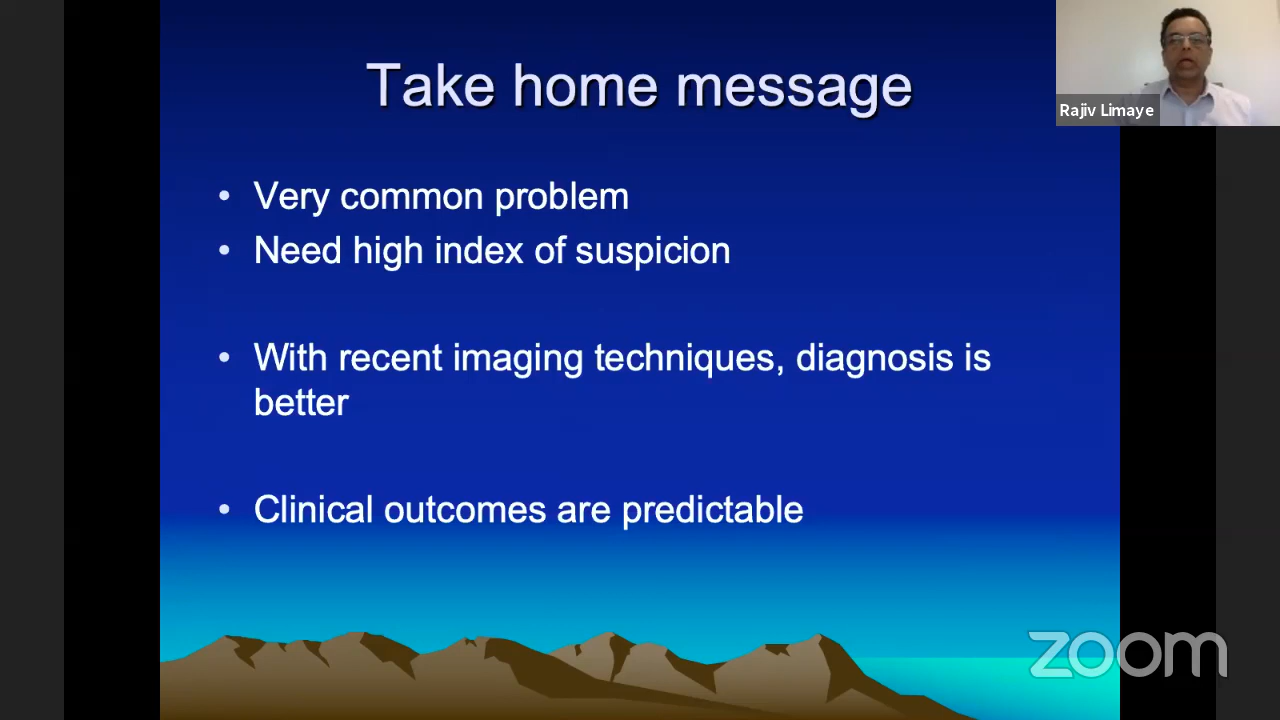 Take home message
Rajiv Limaye
• Very common problem
• Need high index of suspicion
• With recent imaging techniques, diagnosis is
better
• Clinical outcomes are predictable
zoom